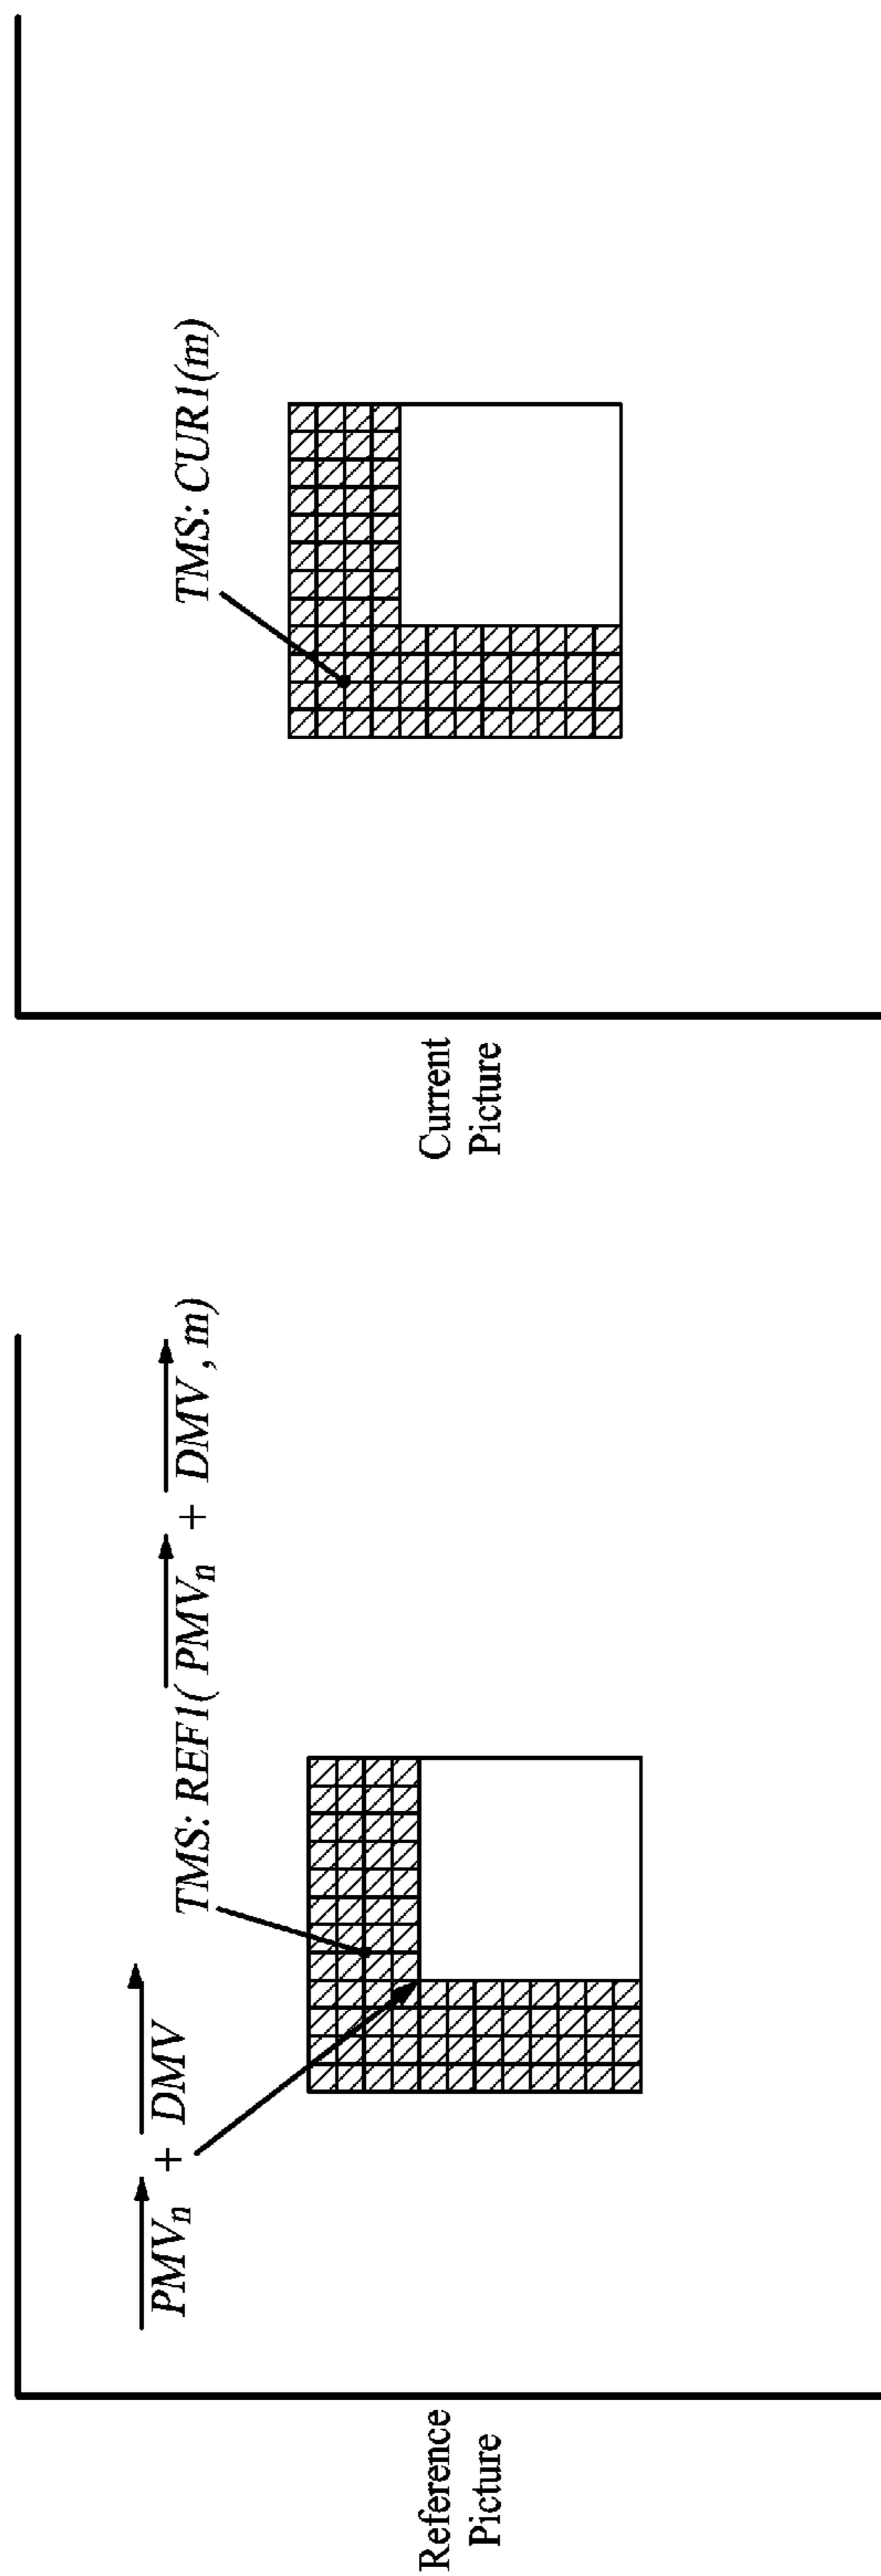 Reference
Picture
PMVₙ + DMV
TMS: REF1( PMVₙ + DMV , m)
Current
Picture
TMS: CUR1(m)